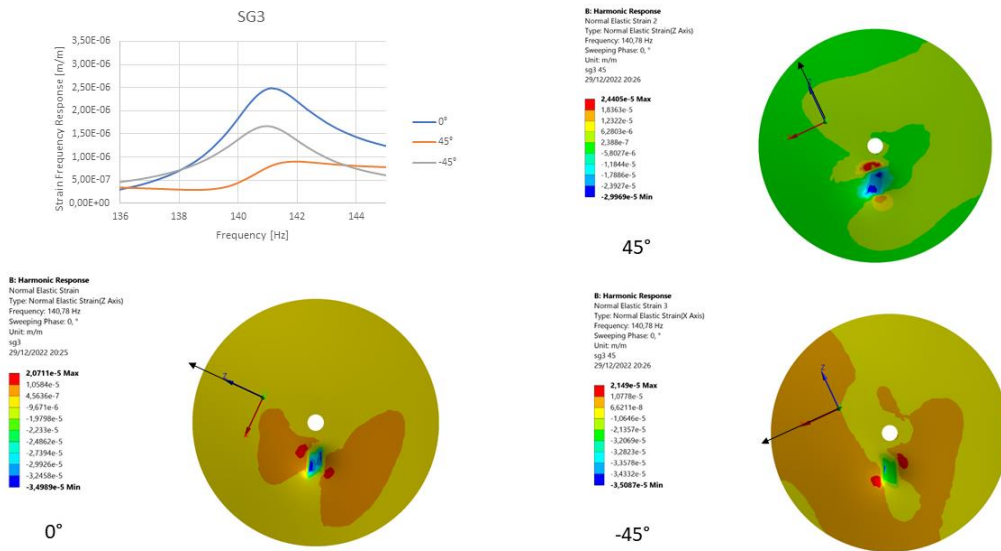 SG3
Strain Frequency Response [m/m]
3,50E-06
3,00E-06
2,50E-06
2,00E-06
1,50E-06
1,00E-06
5,00E-07
0,00E+00
136
138
140
142
144
Frequency [Hz]
0°
45°
-45°
B: Harmonic Response
Normal Elastic Strain 2
Type: Normal Elastic Strain(Z Axis)
Frequency: 140,78 Hz
Sweeping Phase: 0, °
Unit: m/m
sg3 45
29/12/2022 20:26
2,4405e-5 Max
1,8363e-5
1,2322e-5
6,2803e-6
2,388e-7
-5,8027e-6
-1,1844e-5
-1,7886e-5
-2,3927e-5
-2,9969e-5 Min
Z
45°
B: Harmonic Response
Normal Elastic Strain
Type: Normal Elastic Strain(Z Axis)
Frequency: 140,78 Hz
Sweeping Phase: 0, °
Unit: m/m
sg3
29/12/2022 20:25
2,0711e-5 Max
1,0584e-5
4,5637e-7
-9,671e-6
-1,9798e-5
-2,233e-5
-2,4862e-5
-2,7394e-5
-2,9926e-5
-3,2458e-5
-3,4989e-5 Min
Z
0°
B: Harmonic Response
Normal Elastic Strain 3
Type: Normal Elastic Strain(X Axis)
Frequency: 140,78 Hz
Sweeping Phase: 0, °
Unit: m/m
sg3 45
29/12/2022 20:26
2,149e-5 Max
1,0778e-5
6,6211e-8
-1,0646e-5
-2,1357e-5
-3,2069e-5
-3,2823e-5
-3,3578e-5
-3,4332e-5
-3,5087e-5 Min
Z
-45°